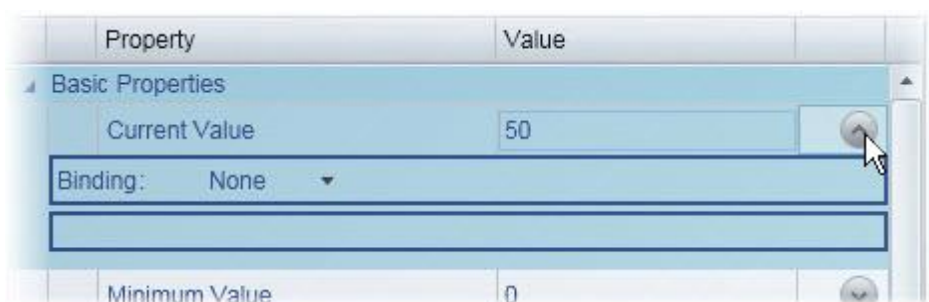 Property Value
Basic Properties
Current Value 50
Binding: None
Minimum Value 0